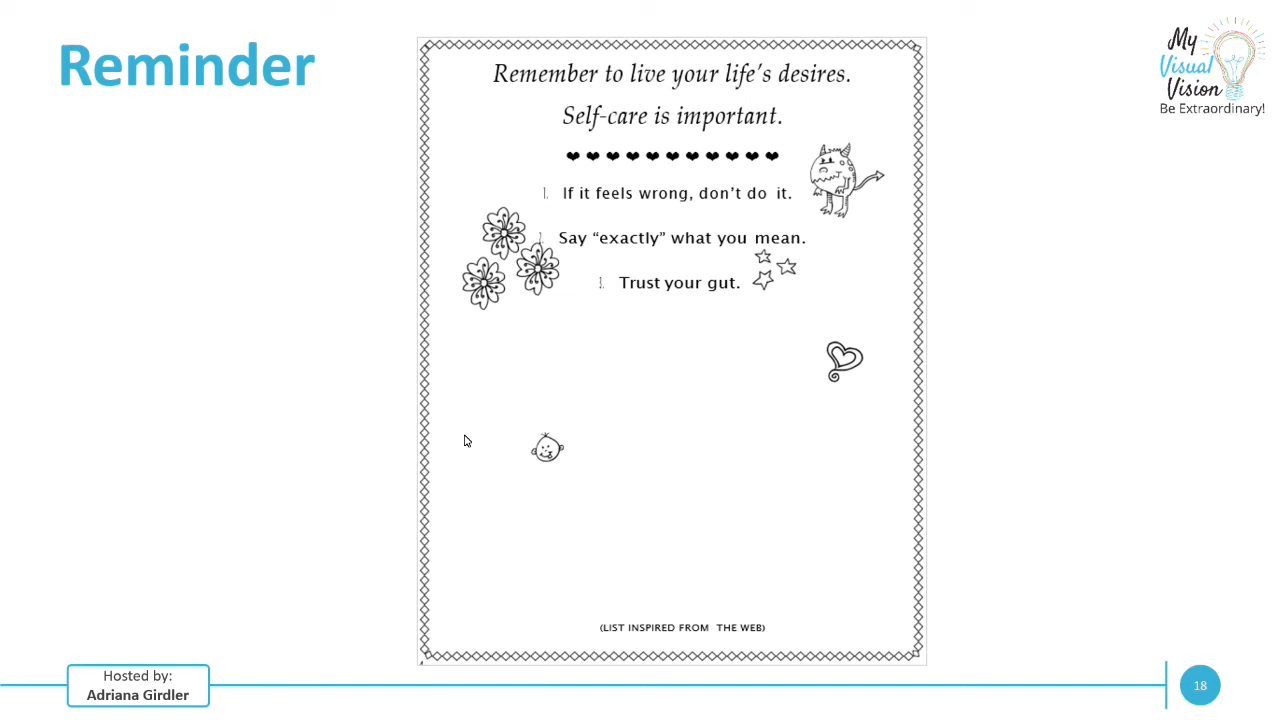 Reminder
My
Visual
Vision
Be Extraordinary!
Remember to live your life's desires.
Self-care is important.
1. If it feels wrong, don't do it.
2. Say “exactly” what you mean.
3. Trust your gut.
(LIST INSPIRED FROM THE WEB)
Hosted by:
Adriana Girdler
18